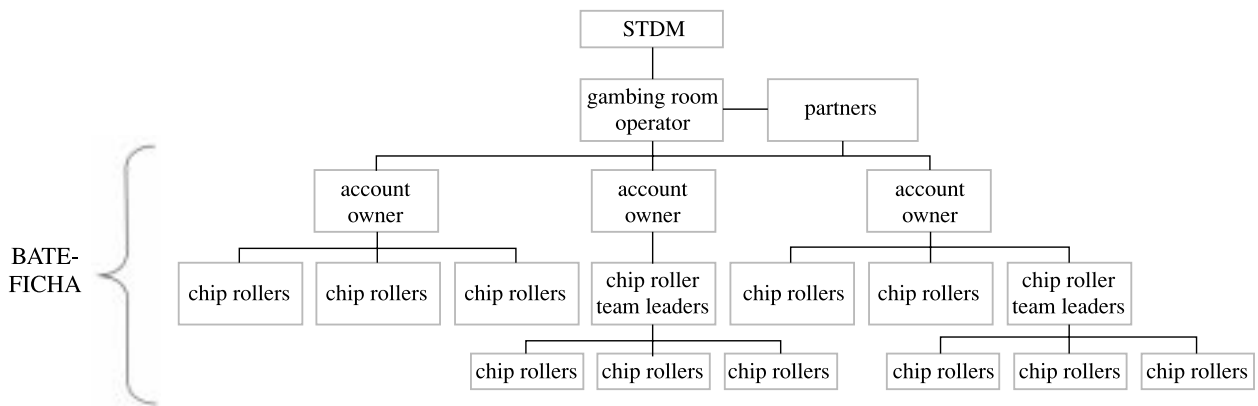 STDM
gambing room
operator
partners
account
owner
account
owner
account
owner
BATE-
FICHA
chip rollers
chip rollers
chip rollers
chip roller
team leaders
chip rollers
chip rollers
chip roller
team leaders
chip rollers
chip rollers
chip rollers
chip rollers
chip rollers
chip rollers